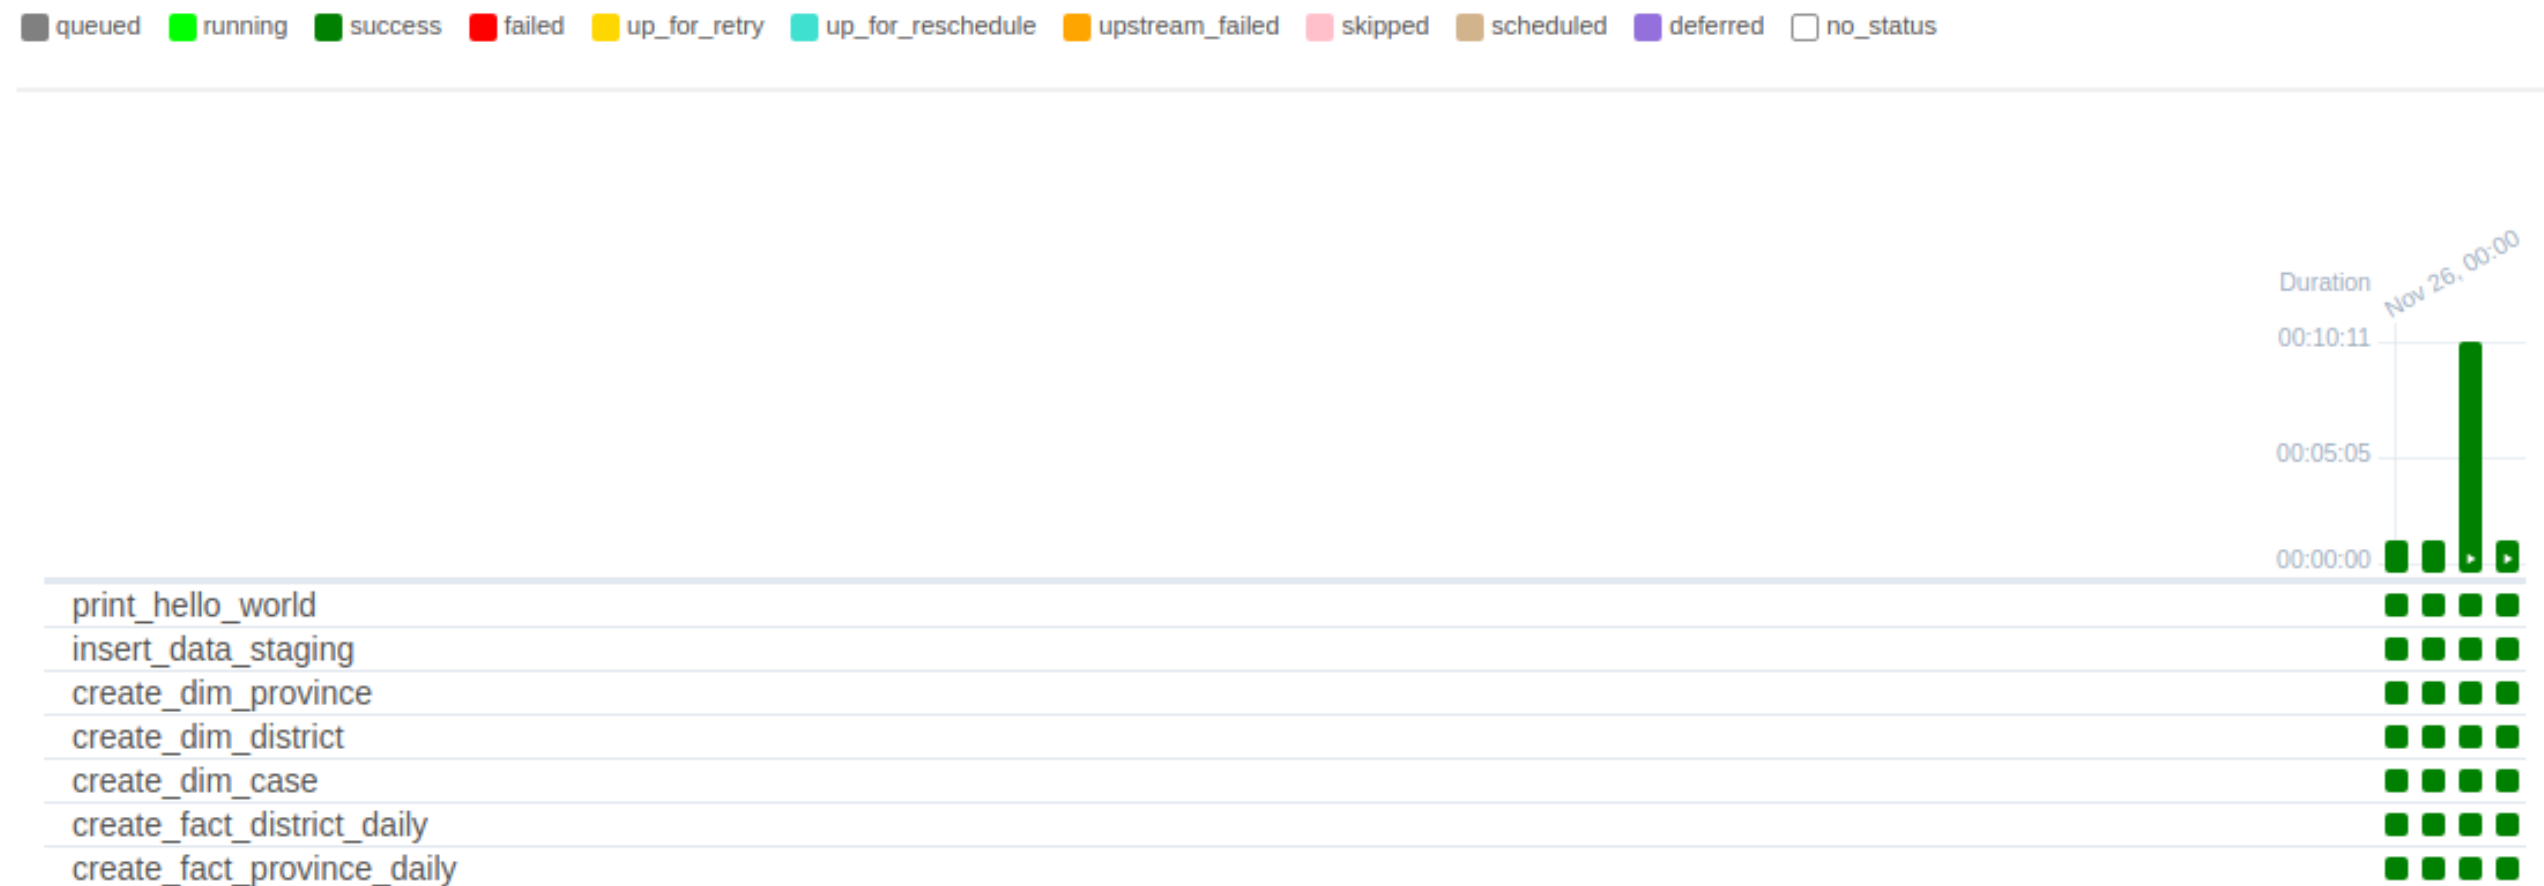 queued running success failed up_for_retry up_for_reschedule upstream_failed skipped scheduled deferred no_status
Nov 26, 00:00
Duration
00:10:11
00:05:05
00:00:00
print_hello_world
insert_data_staging
create_dim_province
create_dim_district
create_dim_case
create_fact_district_daily
create_fact_province_daily